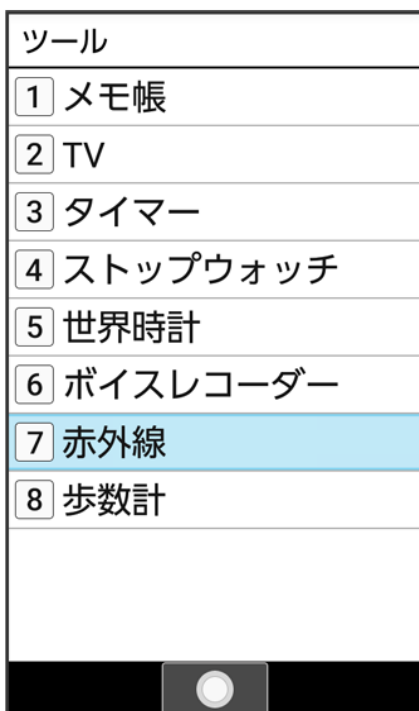 ツール
1 メモ帳
2 TV
3 タイマー
4 ストップウォッチ
5 世界時計
6 ボイスレコーダー
7 赤外線
8 歩数計